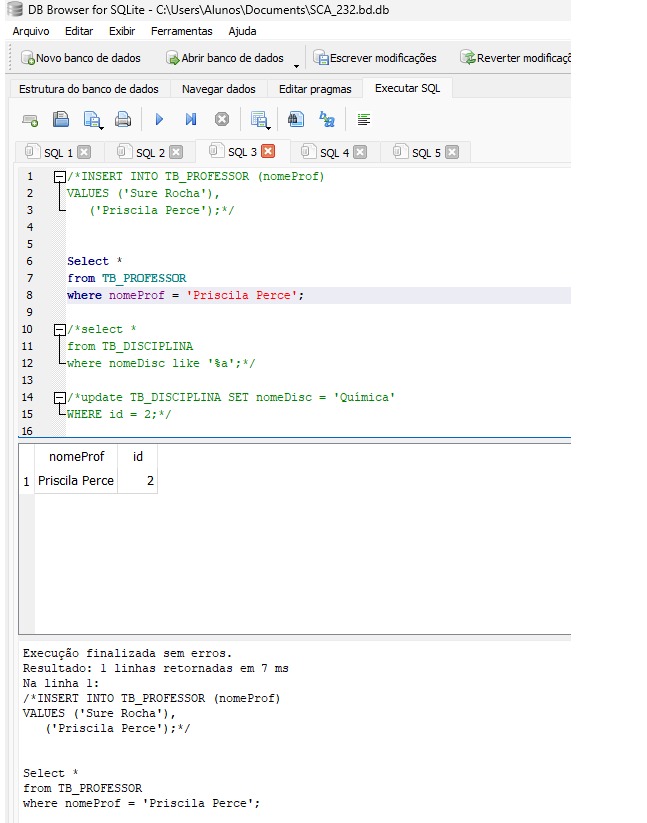 DB Browser for SQLite - C:\Users\Alunos\Documents\SCA_232.bd.db
Arquivo Editar Exibir Ferramentas Ajuda
Novo banco de dados Abrir banco de dados Escrever modificações Reverter modificaçõ
Estrutura do banco de dados Navegar dados Editar pragmas Executar SQL
SQL 1 SQL 2 SQL 3 SQL 4 SQL 5
1 /*INSERT INTO TB_PROFESSOR (nomeProf)
2 VALUES ('Sure Rocha'),
3 ('Priscila Perce');*/
4
5
6 Select *
7 from TB_PROFESSOR
8 where nomeProf = 'Priscila Perce';
9
10 /*select *
11 from TB_DISCIPLINA
12 where nomeDisc like '%a';*/
13
14 /*update TB_DISCIPLINA SET nomeDisc = 'Química'
15 WHERE id = 2;*/
16
nomeProf id
1 Priscila Perce 2
Execução finalizada sem erros.
Resultado: 1 linhas retornadas em 7 ms
Na linha 1:
/*INSERT INTO TB_PROFESSOR (nomeProf)
VALUES ('Sure Rocha'),
('Priscila Perce');*/
Select *
from TB_PROFESSOR
where nomeProf = 'Priscila Perce';